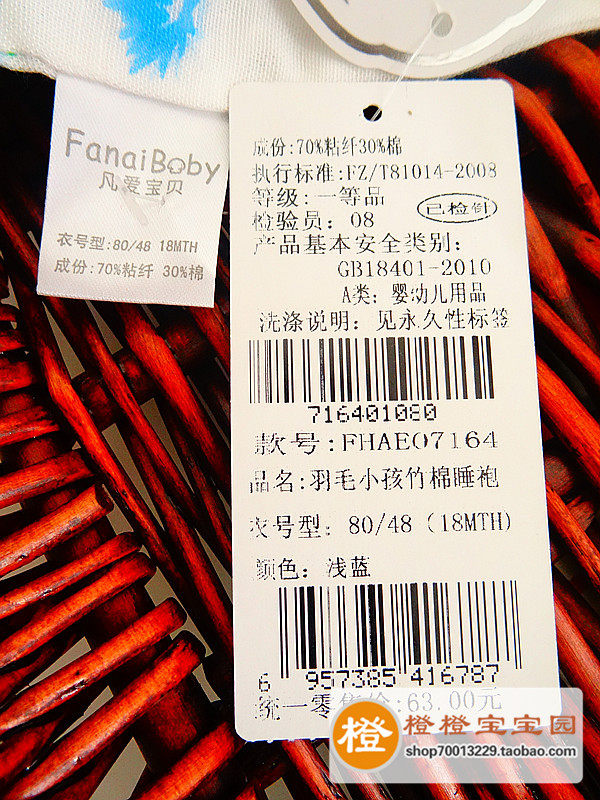 FanaiBoby
凡爱宝贝
衣号型:80/48 18MTH
成份:70%粘纤 30%棉
成份:70%粘纤30%棉
执行标准:FZ/T81014-2008
等级:一等品
检验员: 08
已检针
产品基本安全类别:
GB18401-2010
A类: 婴幼儿用品
洗涤说明: 见永久性标签
716401080
款号:FHAE07164
品名:羽毛小孩竹棉睡袍
衣号型: 80/48 (18MTH)
颜色: 浅蓝
6 957385 416787
统一零售价:63.00元
橙 橙橙宝宝园
shop70013229.taobao.com